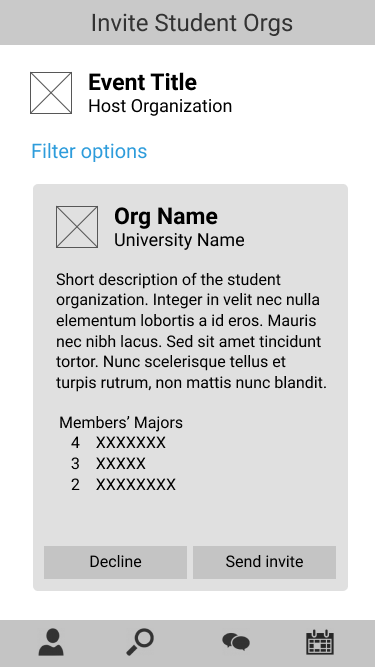 Invite Student Orgs
Event Title
Host Organization
Filter options
Org Name
University Name
Short description of the student
organization. Integer in velit nec nulla
elementum lobortis a id eros. Mauris
nec nibh lacus. Sed sit amet tincidunt
tortor. Nunc scelerisque tellus et
turpis rutrum, non mattis nunc blandit.
Members’ Majors
4 XXXXXXX
3 XXXXX
2 XXXXXXXX
Decline
Send invite